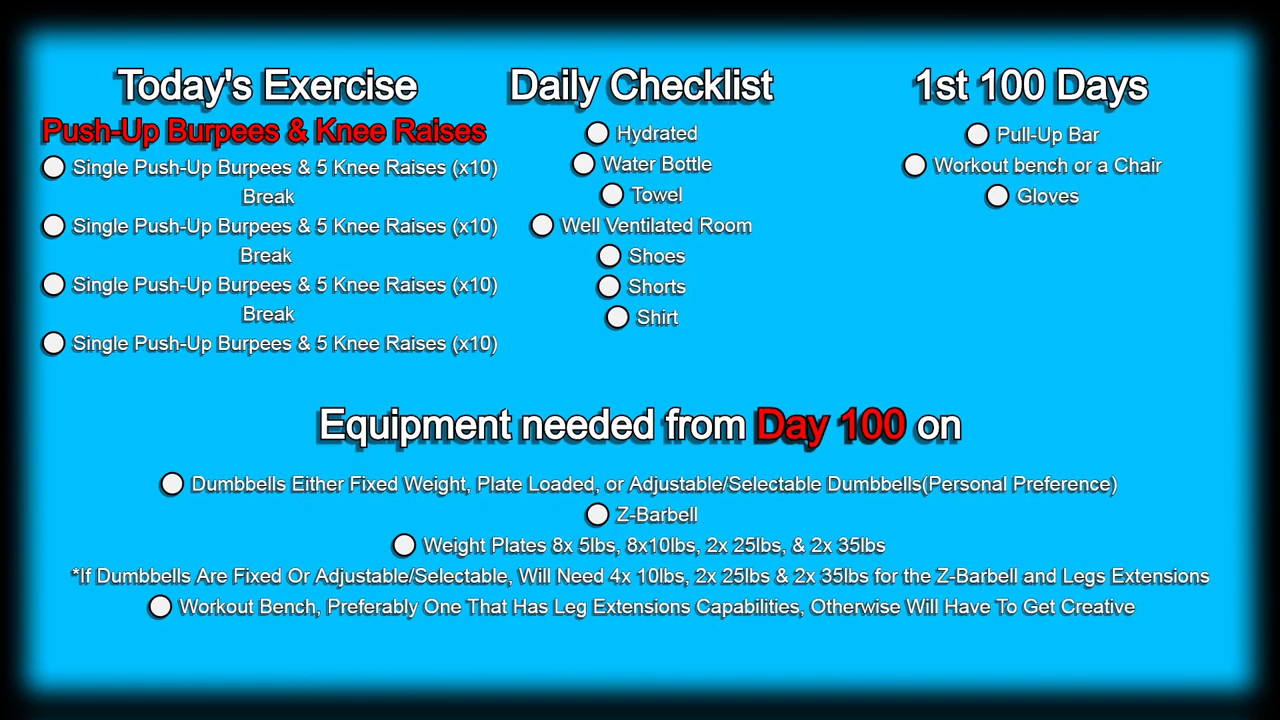 Today's Exercise
Push-Up Burpees & Knee Raises
Single Push-Up Burpees & 5 Knee Raises (x10)
Break
Single Push-Up Burpees & 5 Knee Raises (x10)
Break
Single Push-Up Burpees & 5 Knee Raises (x10)
Break
Single Push-Up Burpees & 5 Knee Raises (x10)
Daily Checklist
Hydrated
Water Bottle
Towel
Well Ventilated Room
Shoes
Shorts
Shirt
1st 100 Days
Pull-Up Bar
Workout bench or a Chair
Gloves
Equipment needed from Day 100 on
Dumbbells Either Fixed Weight, Plate Loaded, or Adjustable/Selectable Dumbbells(Personal Preference)
Z-Barbell
Weight Plates 8x 5lbs, 8x10lbs, 2x 25lbs, & 2x 35lbs
*If Dumbbells Are Fixed Or Adjustable/Selectable, Will Need 4x 10lbs, 2x 25lbs & 2x 35lbs for the Z-Barbell and Legs Extensions
Workout Bench, Preferably One That Has Leg Extensions Capabilities, Otherwise Will Have To Get Creative